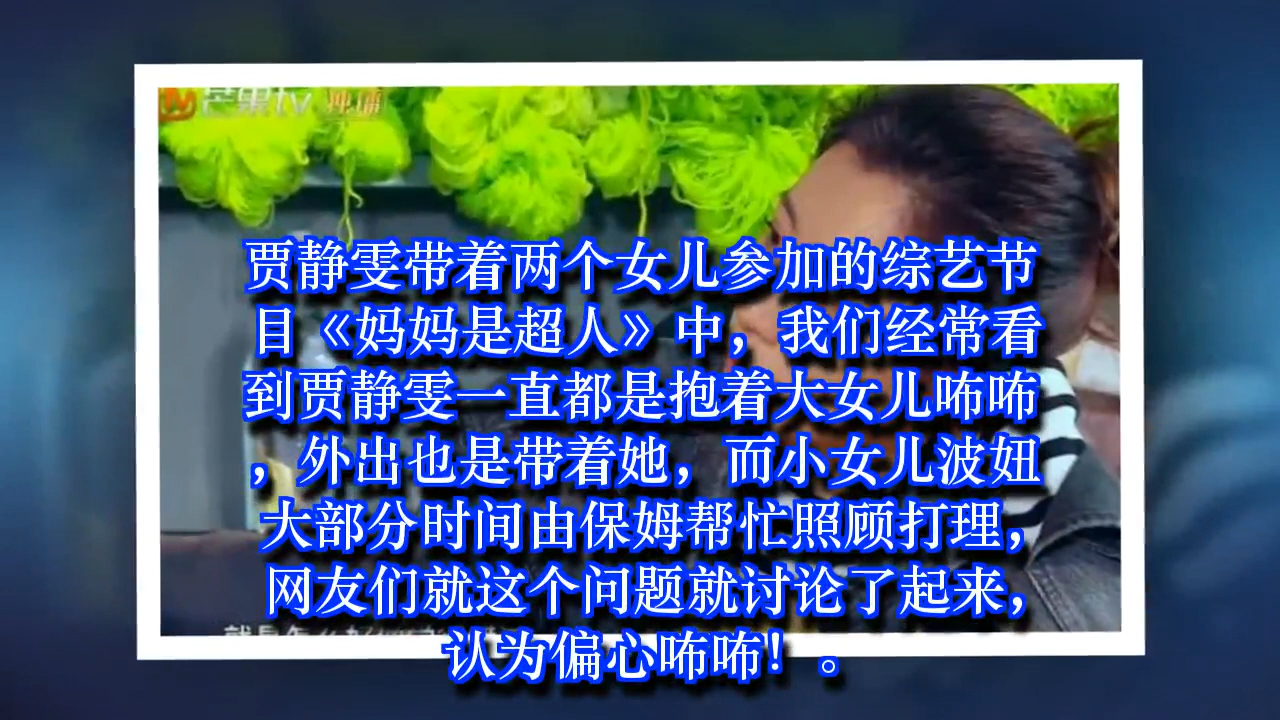 芒果tv 独播
贾静雯带着两个女儿参加的综艺节
目《妈妈是超人》中，我们经常看
到贾静雯一直都是抱着大女儿咘咘
，外出也是带着她，而小女儿波妞
大部分时间由保姆帮忙照顾打理，
网友们就这个问题就讨论了起来，
认为偏心咘咘！。